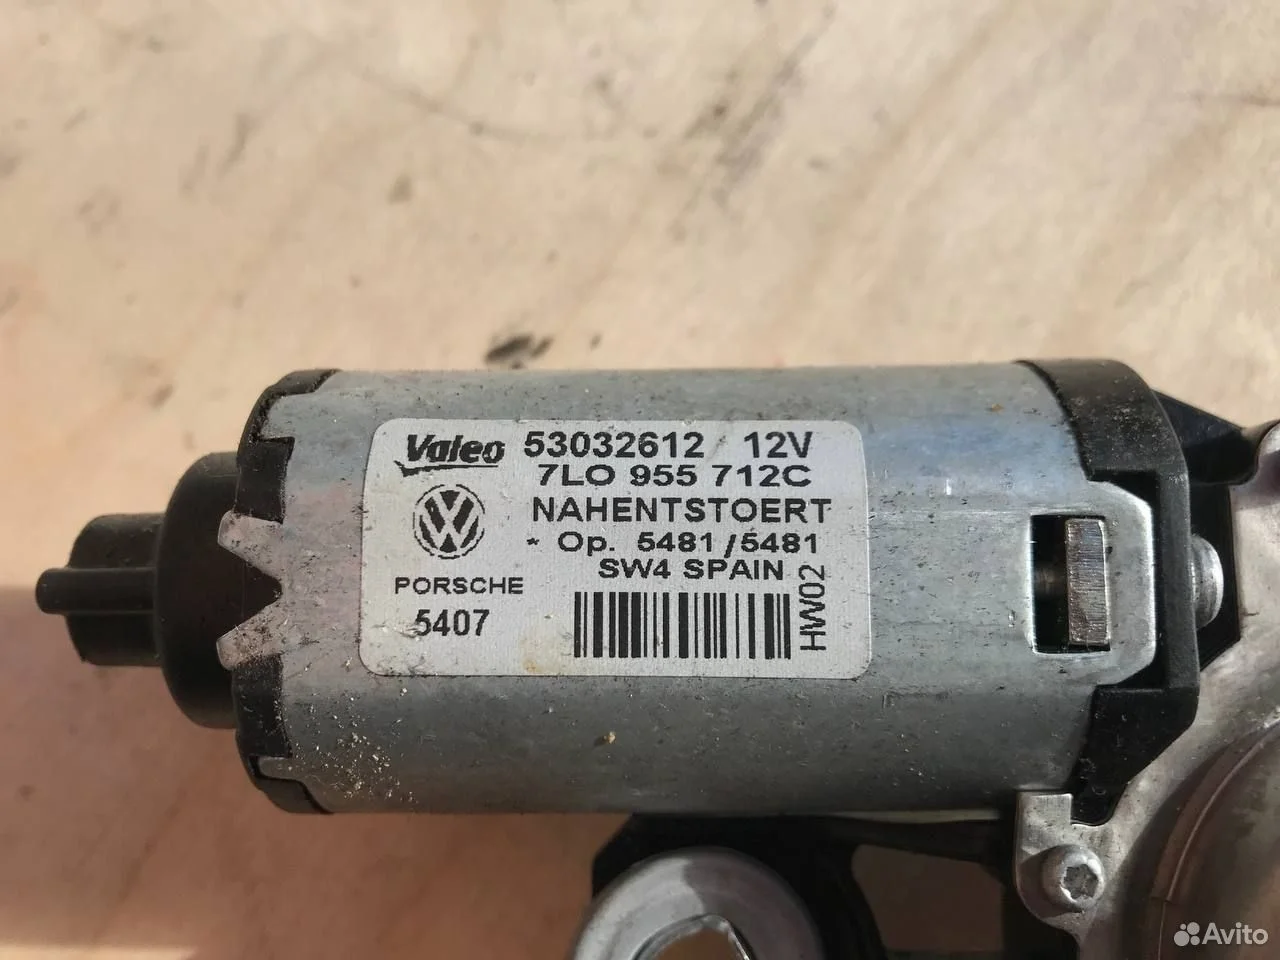 Valeo 53032612 12V
7LO 955 712C
NAHENTSTOERT
* Op. 5481/5481
SW4 SPAIN
PORSCHE
5407
HW02
Avito